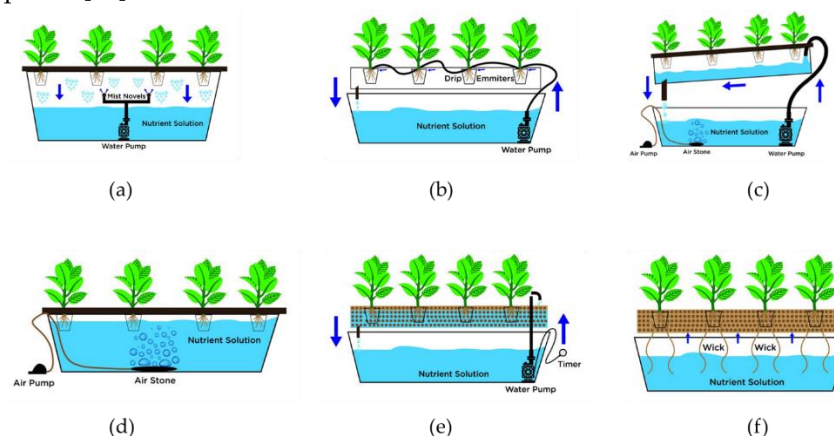 Mist Novels
Nutrient Solution
Water Pump
(a)
Drip Emmiters
Nutrient Solution
Water Pump
(b)
Nutrient Solution
Air Pump
Air Stone
Water Pump
(c)
Nutrient Solution
Air Pump
Air Stone
(d)
Timer
Nutrient Solution
Water Pump
(e)
Wick Wick
Nutrient Solution
(f)